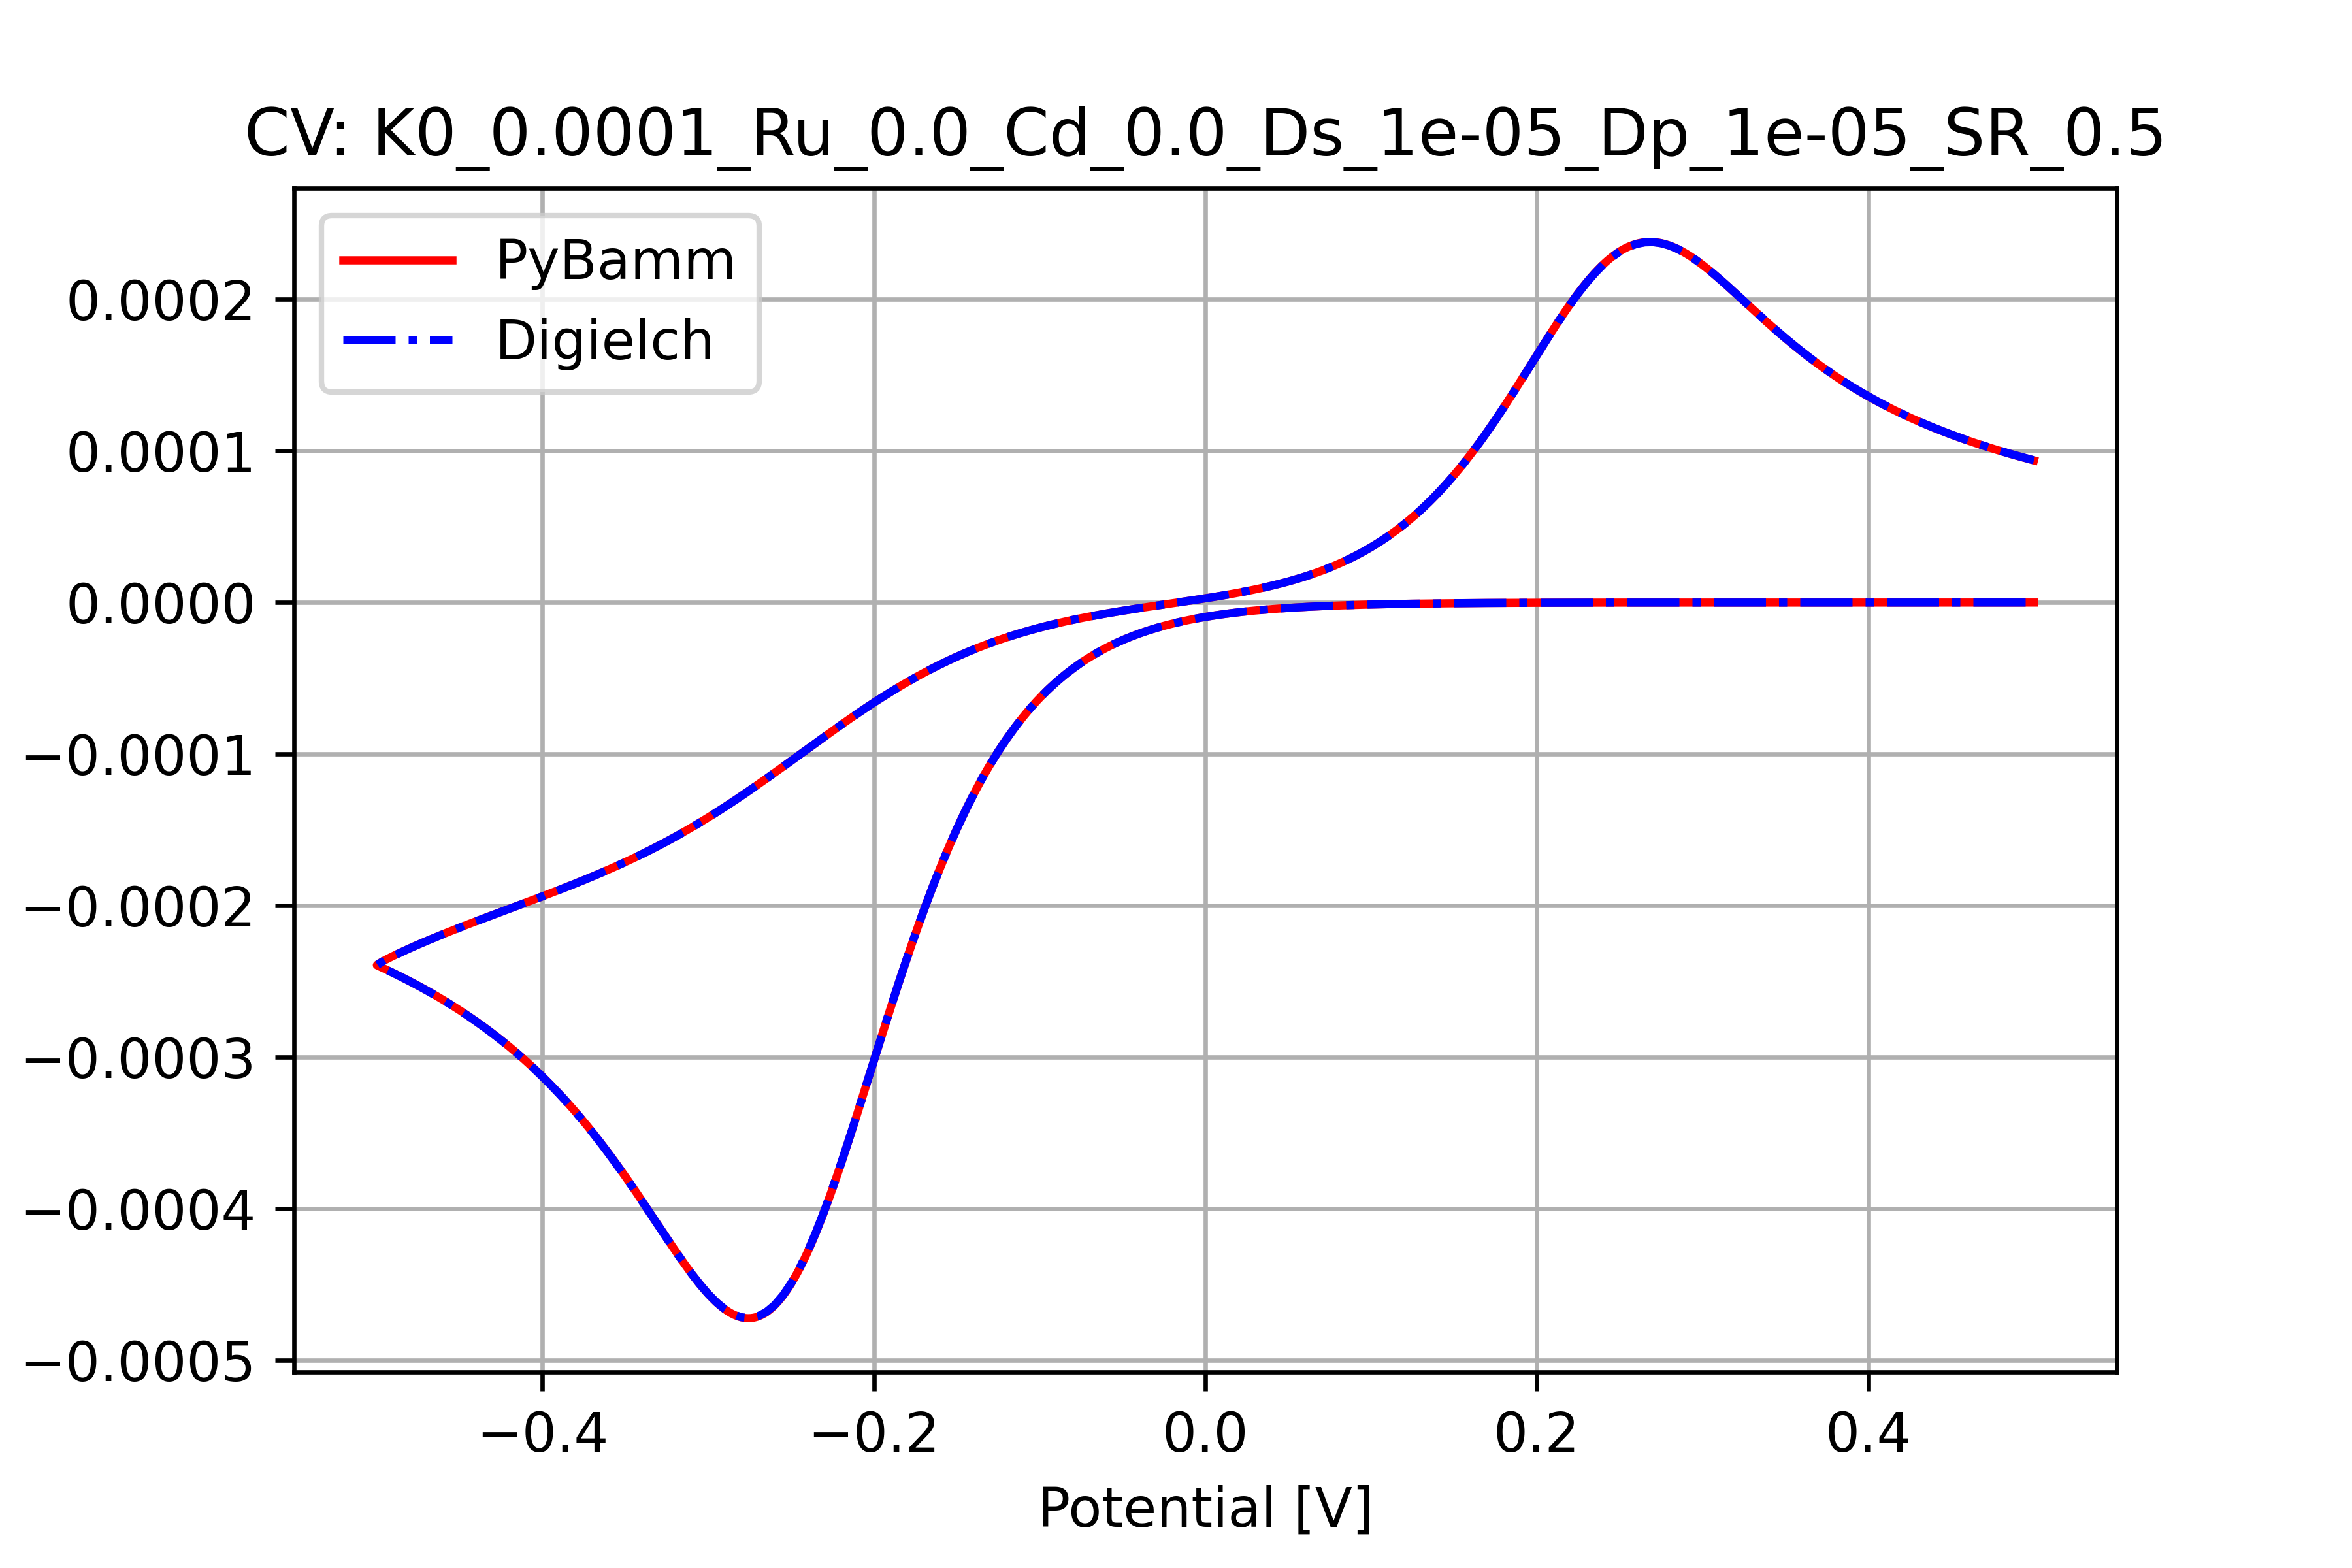 CV: K0_0.0001_Ru_0.0_Cd_0.0_Ds_1e-05_Dp_1e-05_SR_0.5
PyBamm
Digielch
0.0002
0.0001
0.0000
−0.0001
−0.0002
−0.0003
−0.0004
−0.0005
−0.4 −0.2 0.0 0.2 0.4
Potential [V]